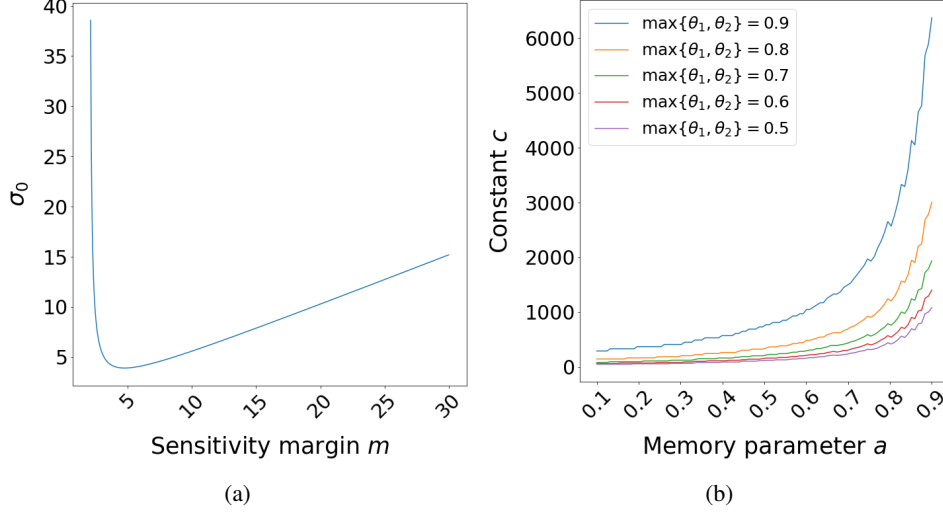 40
35
30
25
20
15
10
5
σ₀
5
10
15
20
25
30
Sensitivity margin m
(a)
6000
5000
4000
3000
2000
1000
0
Constant c
max{θ₁, θ₂} = 0.9
max{θ₁, θ₂} = 0.8
max{θ₁, θ₂} = 0.7
max{θ₁, θ₂} = 0.6
max{θ₁, θ₂} = 0.5
0.1
0.2
0.3
0.4
0.5
0.6
0.7
0.8
0.9
Memory parameter a
(b)